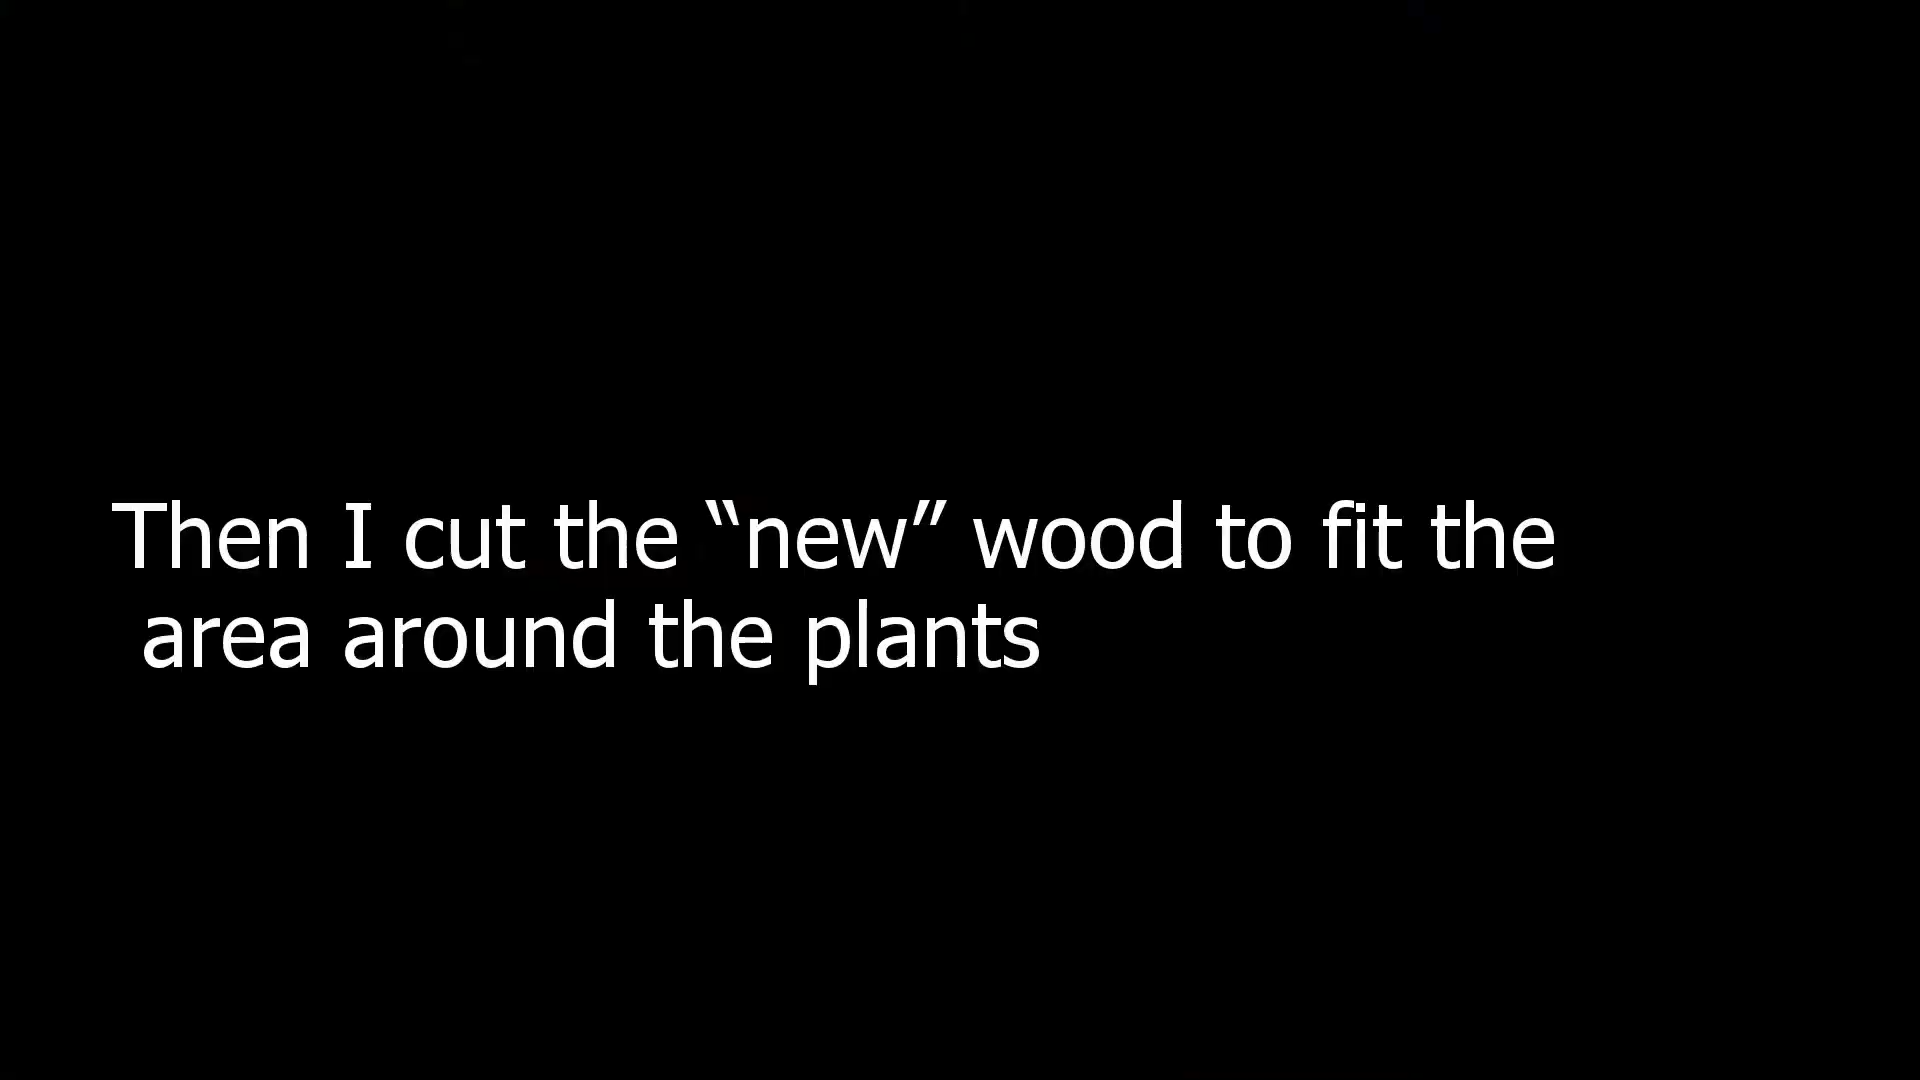 Then I cut the “new” wood to fit the
area around the plants